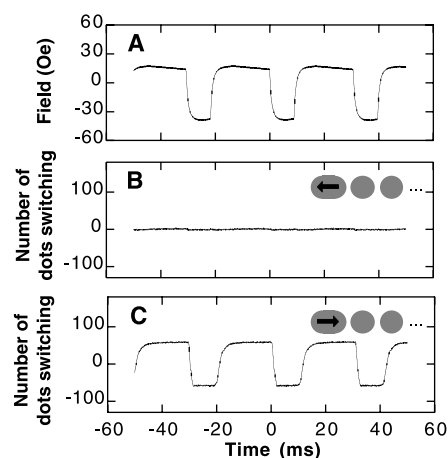 60
30
0
-30
-60
Field (Oe)
A
100
0
-100
Number of
dots switching
B
...
100
0
-100
Number of
dots switching
C
...
-60 -40 -20 0 20 40 60
Time (ms)